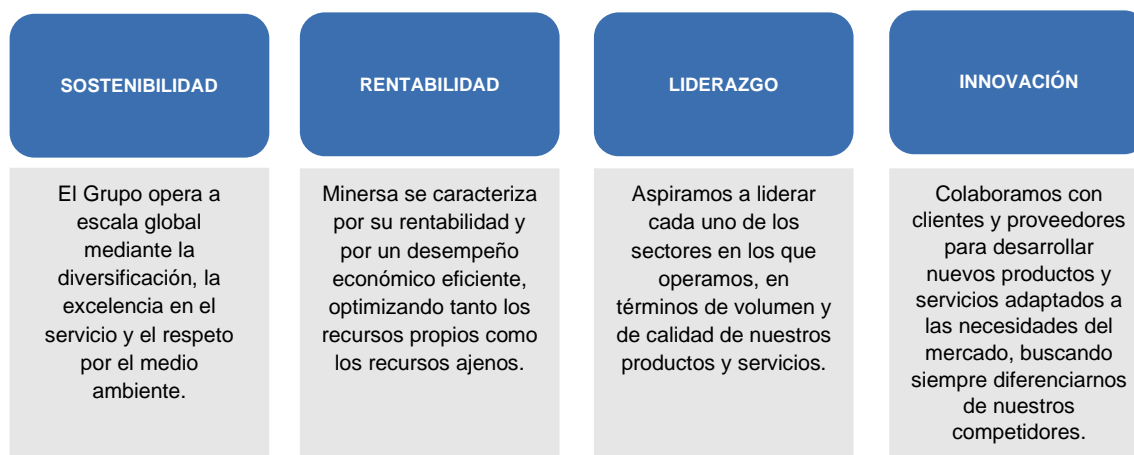 SOSTENIBILIDAD
El Grupo opera a
escala global
mediante la
diversificación, la
excelencia en el
servicio y el respeto
por el medio
ambiente.
RENTABILIDAD
Minersa se caracteriza
por su rentabilidad y
por un desempeño
económico eficiente,
optimizando tanto los
recursos propios como
los recursos ajenos.
LIDERAZGO
Aspiramos a liderar
cada uno de los
sectores en los que
operamos, en
términos de volumen y
de calidad de nuestros
productos y servicios.
INNOVACIÓN
Colaboramos con
clientes y proveedores
para desarrollar
nuevos productos y
servicios adaptados a
las necesidades del
mercado, buscando
siempre diferenciarnos
de nuestros
competidores.